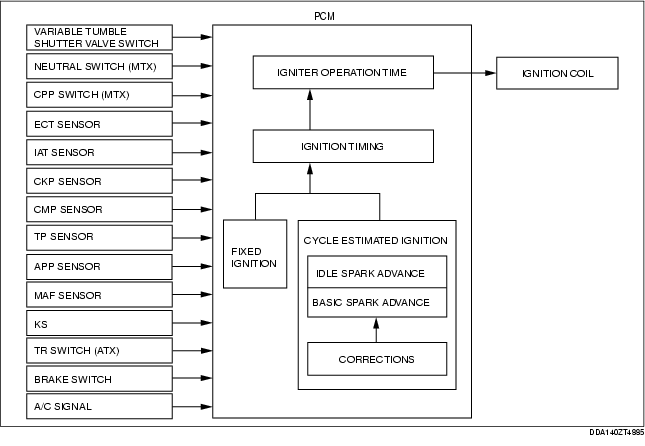 PCM
VARIABLE TUMBLE
SHUTTER VALVE SWITCH
NEUTRAL SWITCH (MTX)
CPP SWITCH (MTX)
ECT SENSOR
IAT SENSOR
CKP SENSOR
CMP SENSOR
TP SENSOR
APP SENSOR
MAF SENSOR
KS
TR SWITCH (ATX)
BRAKE SWITCH
A/C SIGNAL
IGNITER OPERATION TIME
IGNITION COIL
IGNITION TIMING
FIXED
IGNITION
CYCLE ESTIMATED IGNITION
IDLE SPARK ADVANCE
BASIC SPARK ADVANCE
CORRECTIONS
DDA140ZT4885